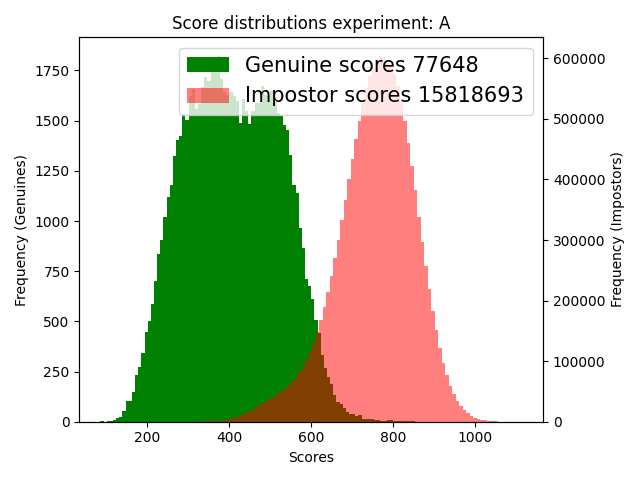 Score distributions experiment: A
Genuine scores 77648
Impostor scores 15818693
Frequency (Genuines)
1750
1500
1250
1000
750
500
250
0
600000
500000
400000
300000
200000
100000
0
Frequency (Impostors)
200 400 600 800 1000
Scores